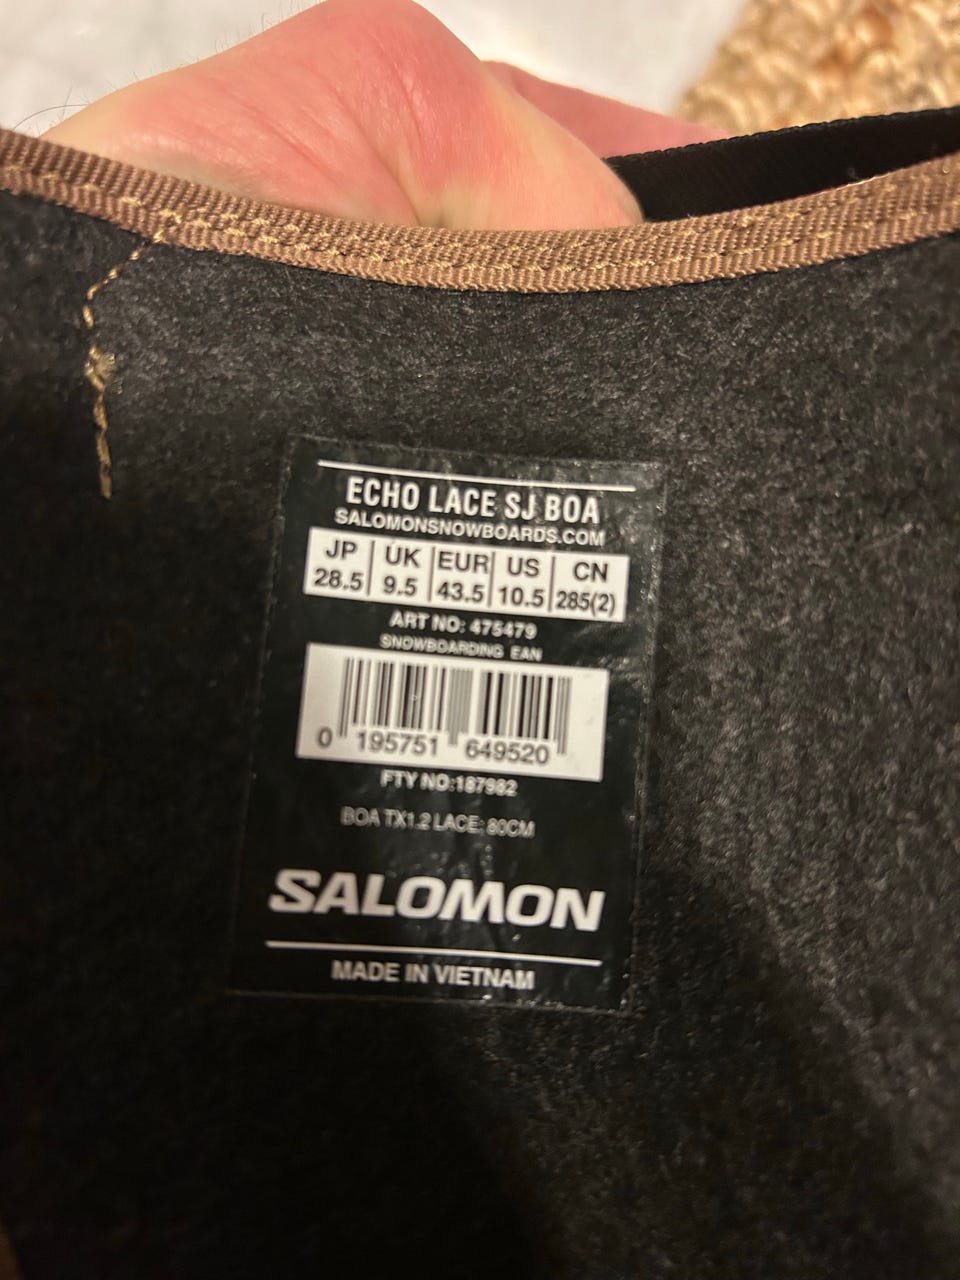 ECHO LACE SJ BOA
SALOMONSNOWBOARDS.COM
JP UK EUR US CN
28.5 9.5 43.5 10.5 285(2)
ART NO: 475479
SNOWBOARDING EAN
0 195751 649520
FTY NO:187982
BOA TX1.2 LACE: 80CM
SALOMON
MADE IN VIETNAM